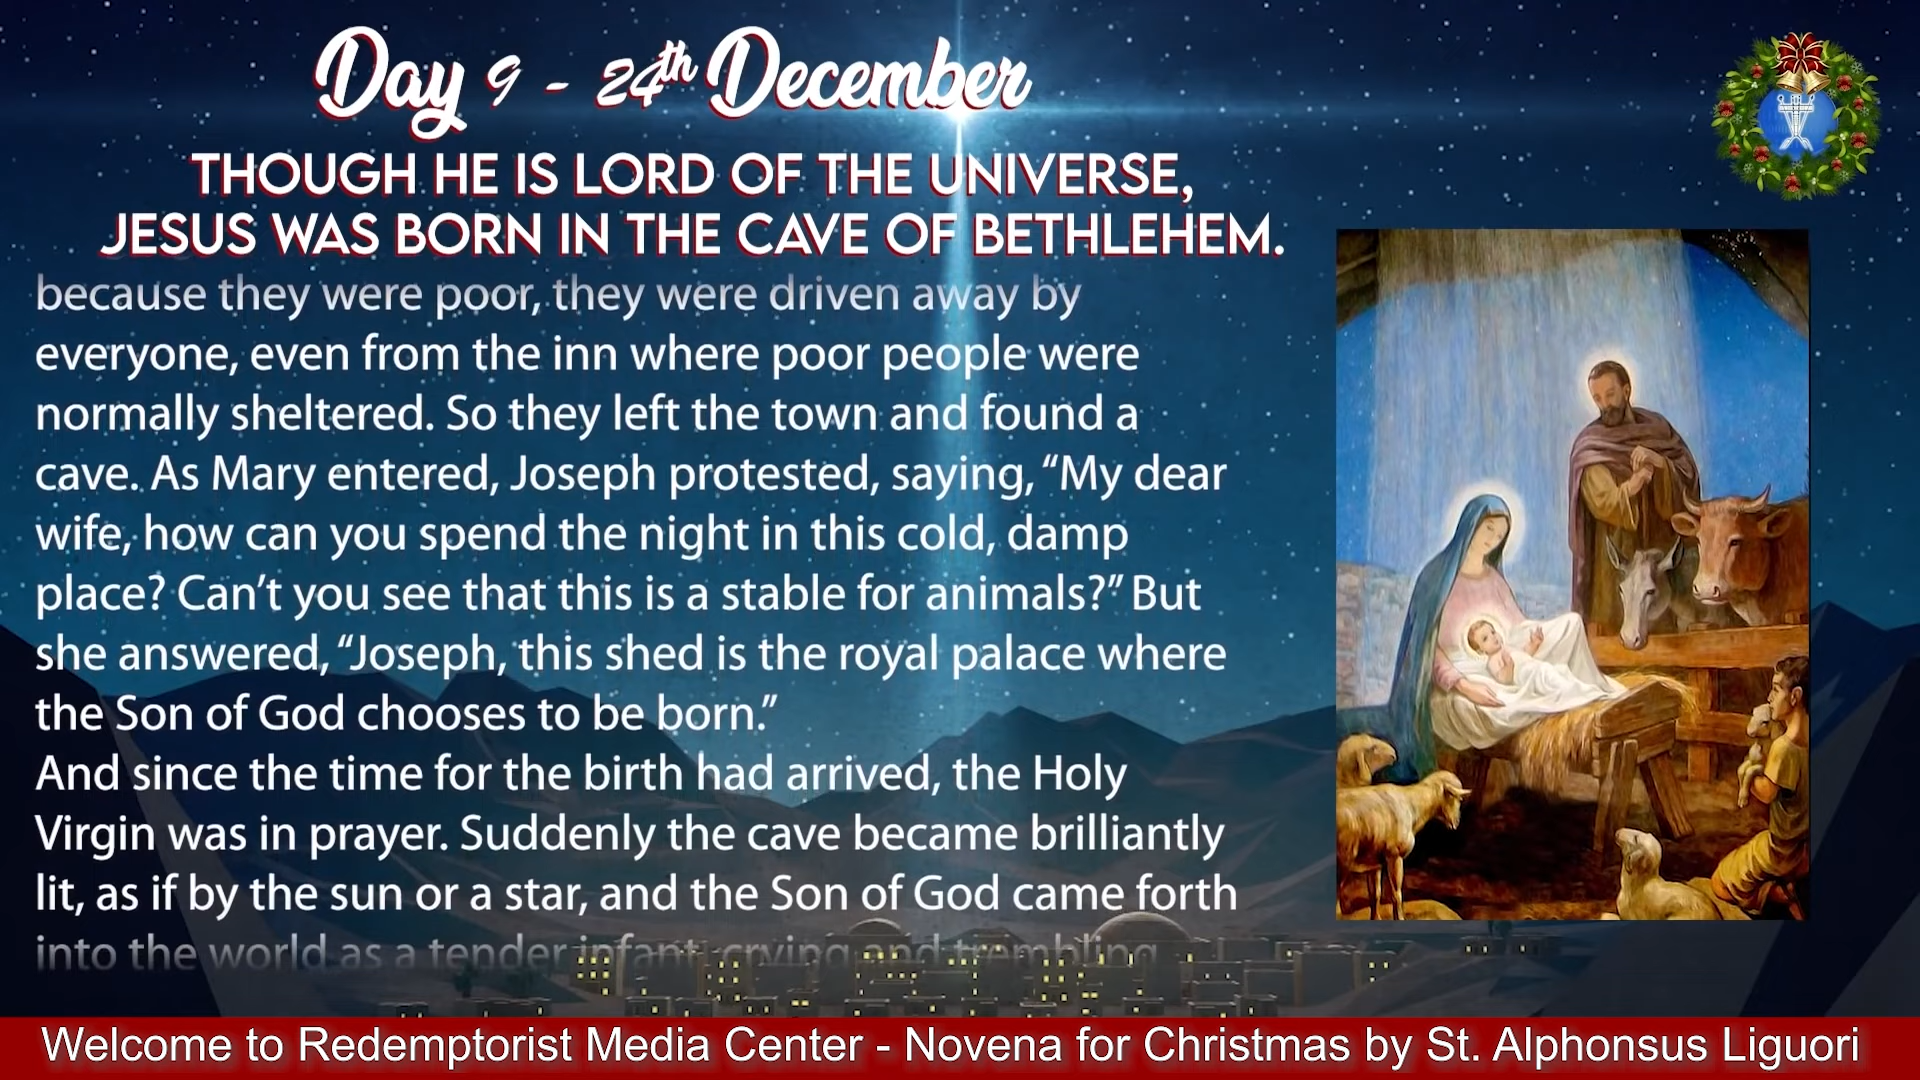 Day 9 - 24th December
THOUGH HE IS LORD OF THE UNIVERSE,
JESUS WAS BORN IN THE CAVE OF BETHLEHEM.
because they were poor, they were driven away by
everyone, even from the inn where poor people were
normally sheltered. So they left the town and found a
cave. As Mary entered, Joseph protested, saying, “My dear
wife, how can you spend the night in this cold, damp
place? Can’t you see that this is a stable for animals?” But
she answered, “Joseph, this shed is the royal palace where
the Son of God chooses to be born.”
And since the time for the birth had arrived, the Holy
Virgin was in prayer. Suddenly the cave became brilliantly
lit, as if by the sun or a star, and the Son of God came forth
into the world as a tender infant, crying and trembling
Welcome to Redemptorist Media Center - Novena for Christmas by St. Alphonsus Liguori